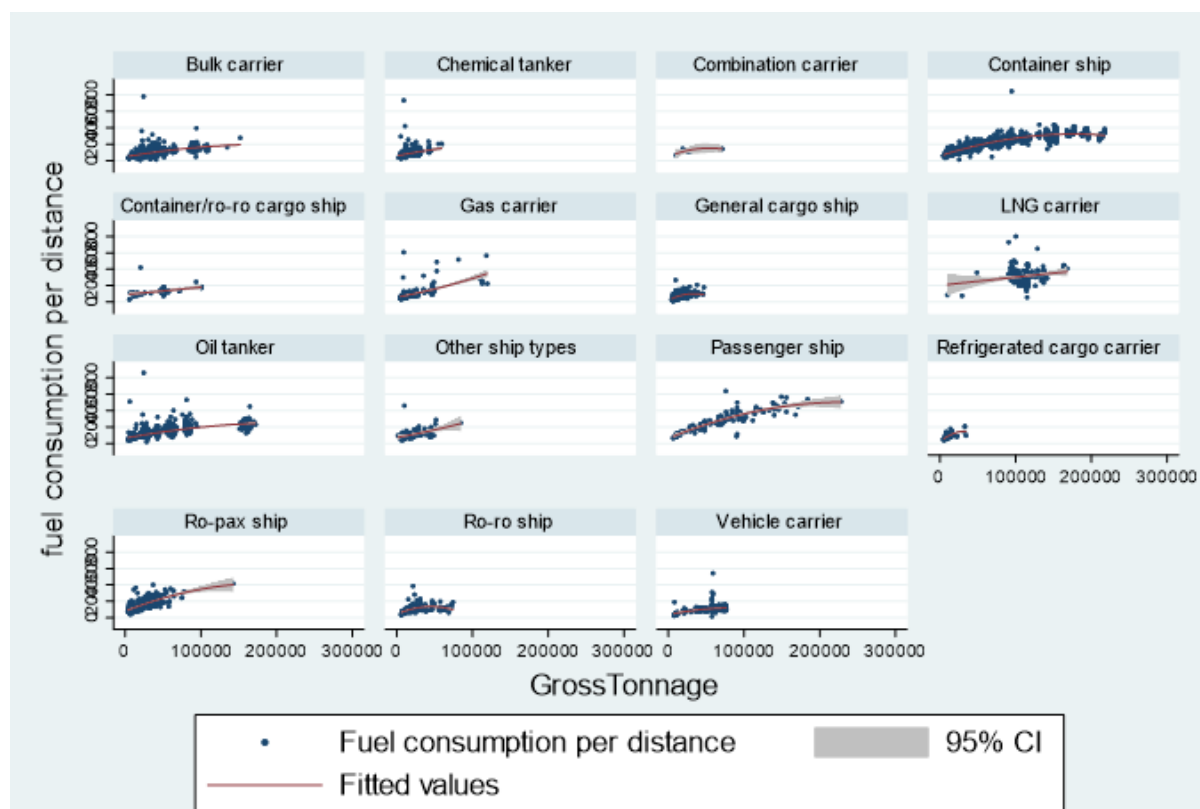 Bulk carrier
Chemical tanker
Combination carrier
Container ship
Container/ro-ro cargo ship
Gas carrier
General cargo ship
LNG carrier
Oil tanker
Other ship types
Passenger ship
Refrigerated cargo carrier
0 100000 200000 300000
Ro-pax ship
Ro-ro ship
Vehicle carrier
0 100000 200000 300000
0 100000 200000 300000
0 100000 200000 300000
fuel consumption per distance
GrossTonnage
Fuel consumption per distance
95% CI
Fitted values